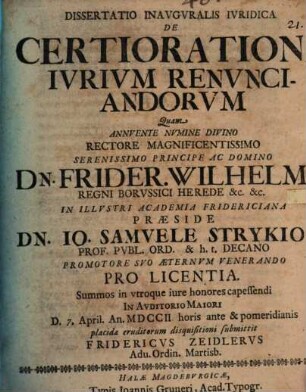 21.
DISSERTATIO INAVGVRALIS IVRIDICA
DE
CERTIORATION
IVRIVM RENVNCI-
ANDORVM
Quam
ANNVENTE NVMINE DIVINO
RECTORE MAGNIFICENTISSIMO
SERENISSIMO PRINCIPE AC DOMINO
DN. FRIDER. WILHELM
REGNI BORVSSICI HEREDE &c. &c.
IN ILLVSTRI ACADEMIA FRIDERICIANA
PRÆSIDE
DN. IO. SAMVELE STRYKIO
PROF. PVBL. ORD. & h. t. DECANO
PROMOTORE SVO ÆTERNVM VENERANDO
PRO LICENTIA
Summos in vtroque iure honores capessendi
IN AVDITORIO MAIORI
D. 7. April. An. MDCCII horis ante & pomeridianis
placida eruditorum disquisitioni submittit
FRIDERICVS ZEIDLERVS
Adu. Ordin. Martisb.
HALÆ MAGDEBVRGICÆ,
Typis Ioannis Gruneri, Acad. Typogr.